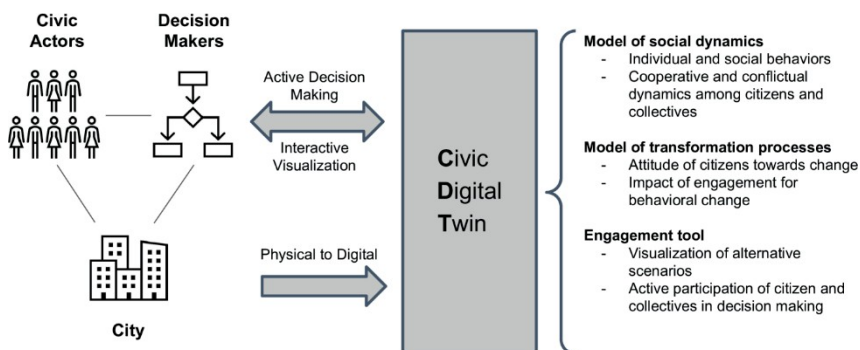 Civic
Actors
Decision
Makers
City
Active Decision
Making
Interactive
Visualization
Physical to Digital
Civic
Digital
Twin
Model of social dynamics
- Individual and social behaviors
- Cooperative and conflictual
dynamics among citizens and
collectives
Model of transformation processes
- Attitude of citizens towards change
- Impact of engagement for
behavioral change
Engagement tool
- Visualization of alternative
scenarios
- Active participation of citizen and
collectives in decision making